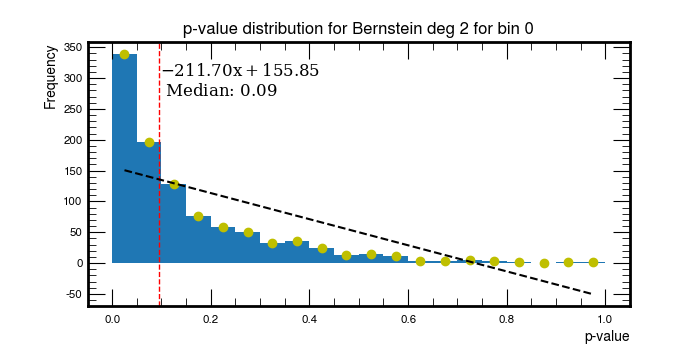 p-value distribution for Bernstein deg 2 for bin 0
Frequency
350
300
250
200
150
100
50
0
-50
−211.70x + 155.85
Median: 0.09
0.0 0.2 0.4 0.6 0.8 1.0
p-value